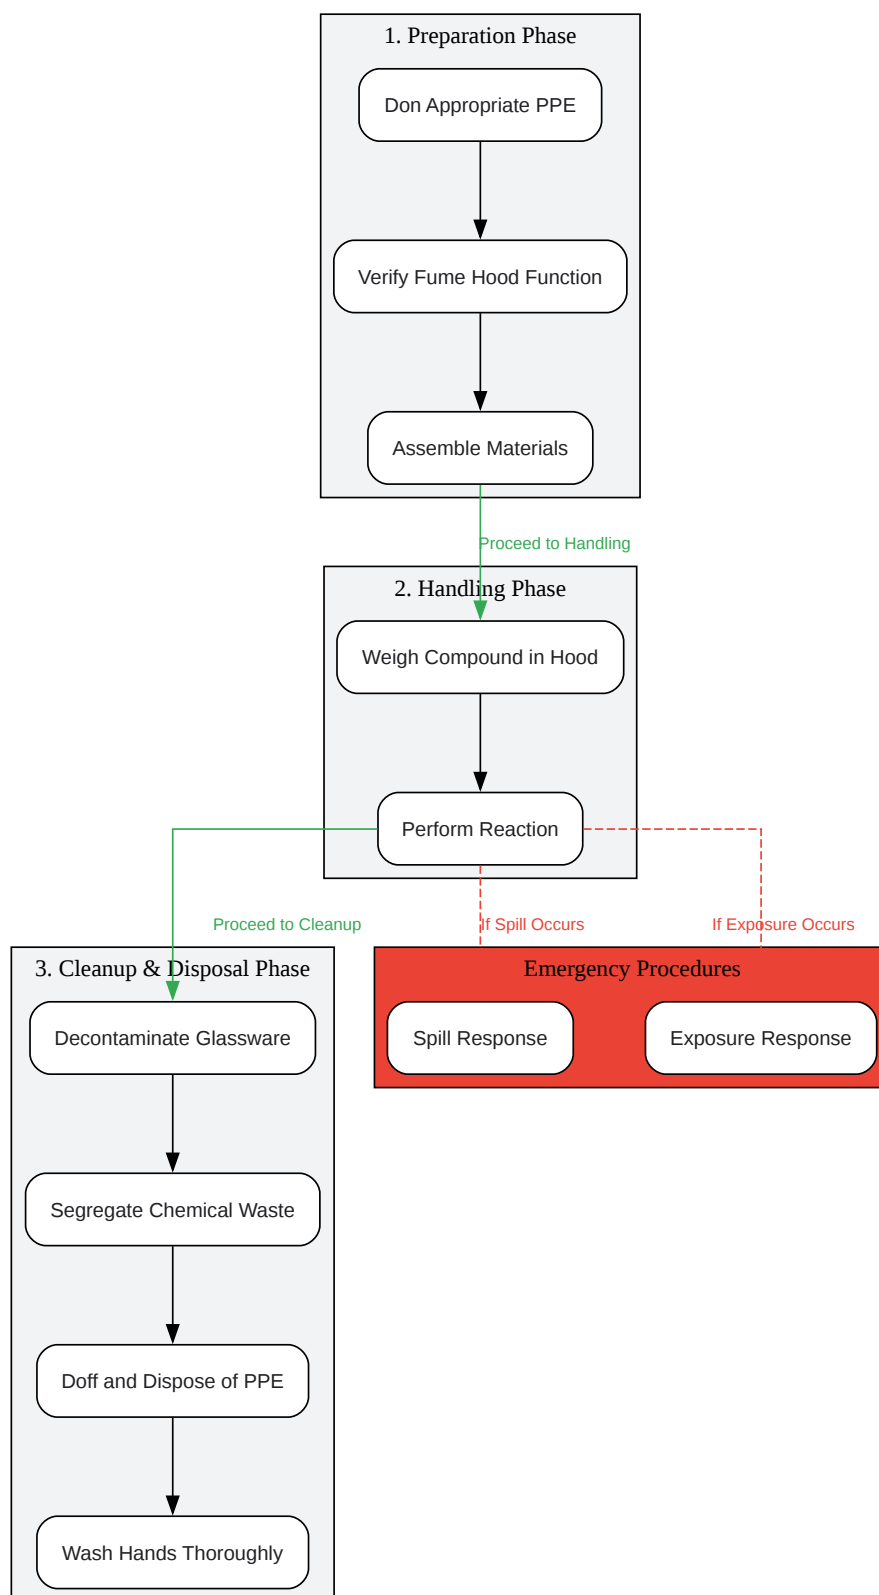 1. Preparation Phase
Don Appropriate PPE
Verify Fume Hood Function
Assemble Materials
Proceed to Handling
2. Handling Phase
Weigh Compound in Hood
Perform Reaction
Proceed to Cleanup
If Spill Occurs
If Exposure Occurs
3. Cleanup & Disposal Phase
Decontaminate Glassware
Segregate Chemical Waste
Doff and Dispose of PPE
Wash Hands Thoroughly
Emergency Procedures
Spill Response
Exposure Response